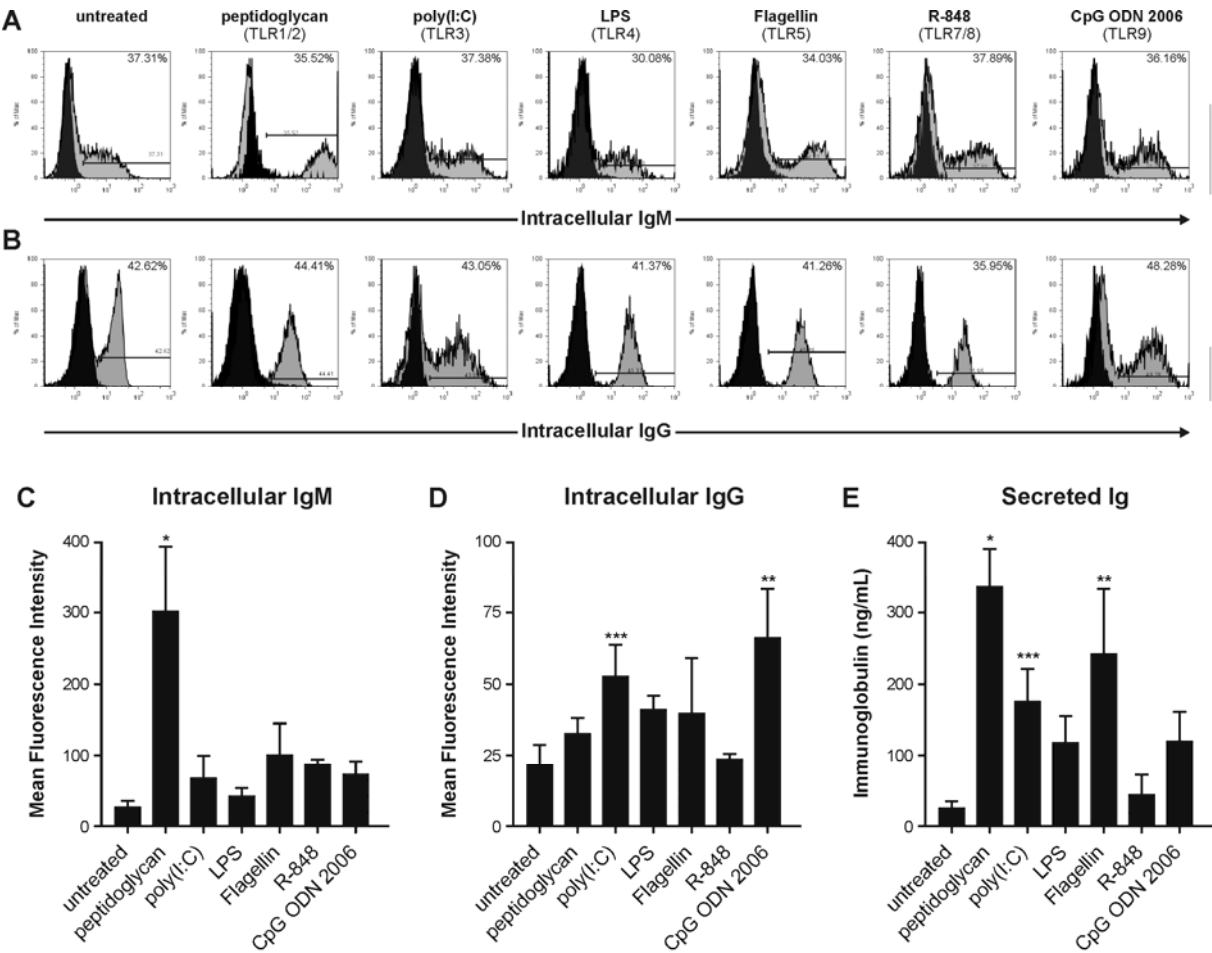 A
untreated
peptidoglycan
(TLR1/2)
poly(I:C)
(TLR3)
LPS
(TLR4)
Flagellin
(TLR5)
R-848
(TLR7/8)
CpG ODN 2006
(TLR9)
37.31%
35.52%
37.38%
30.08%
34.03%
37.89%
36.16%
Intracellular IgM
B
42.62%
44.41%
43.05%
41.37%
41.26%
35.95%
48.28%
Intracellular IgG
C Intracellular IgM
Mean Fluorescence Intensity
400
300
200
100
0
*
untreated
peptidoglycan
poly(I:C)
LPS
Flagellin
R-848
CpG ODN 2006
D Intracellular IgG
Mean Fluorescence Intensity
100
75
50
25
0
***
**
untreated
peptidoglycan
poly(I:C)
LPS
Flagellin
R-848
CpG ODN 2006
E Secreted Ig
Immunoglobulin (ng/mL)
400
300
200
100
0
*
***
**
untreated
peptidoglycan
poly(I:C)
LPS
Flagellin
R-848
CpG ODN 2006